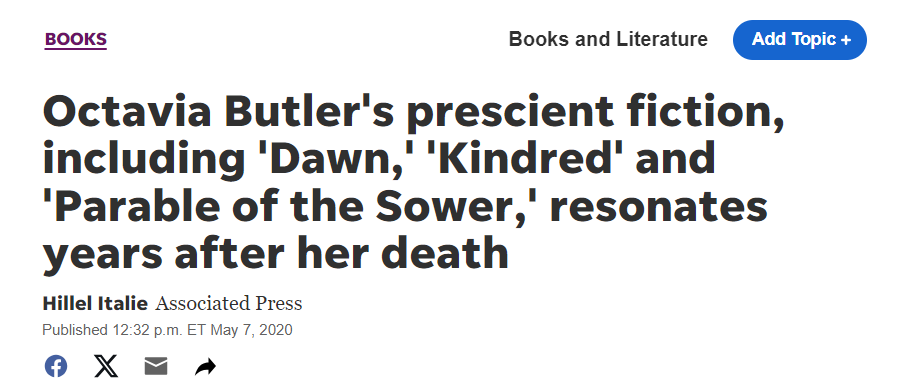 BOOKS
Books and Literature
Add Topic +
Octavia Butler's prescient fiction,
including 'Dawn,' 'Kindred' and
'Parable of the Sower,' resonates
years after her death
Hillel Italie Associated Press
Published 12:32 p.m. ET May 7, 2020